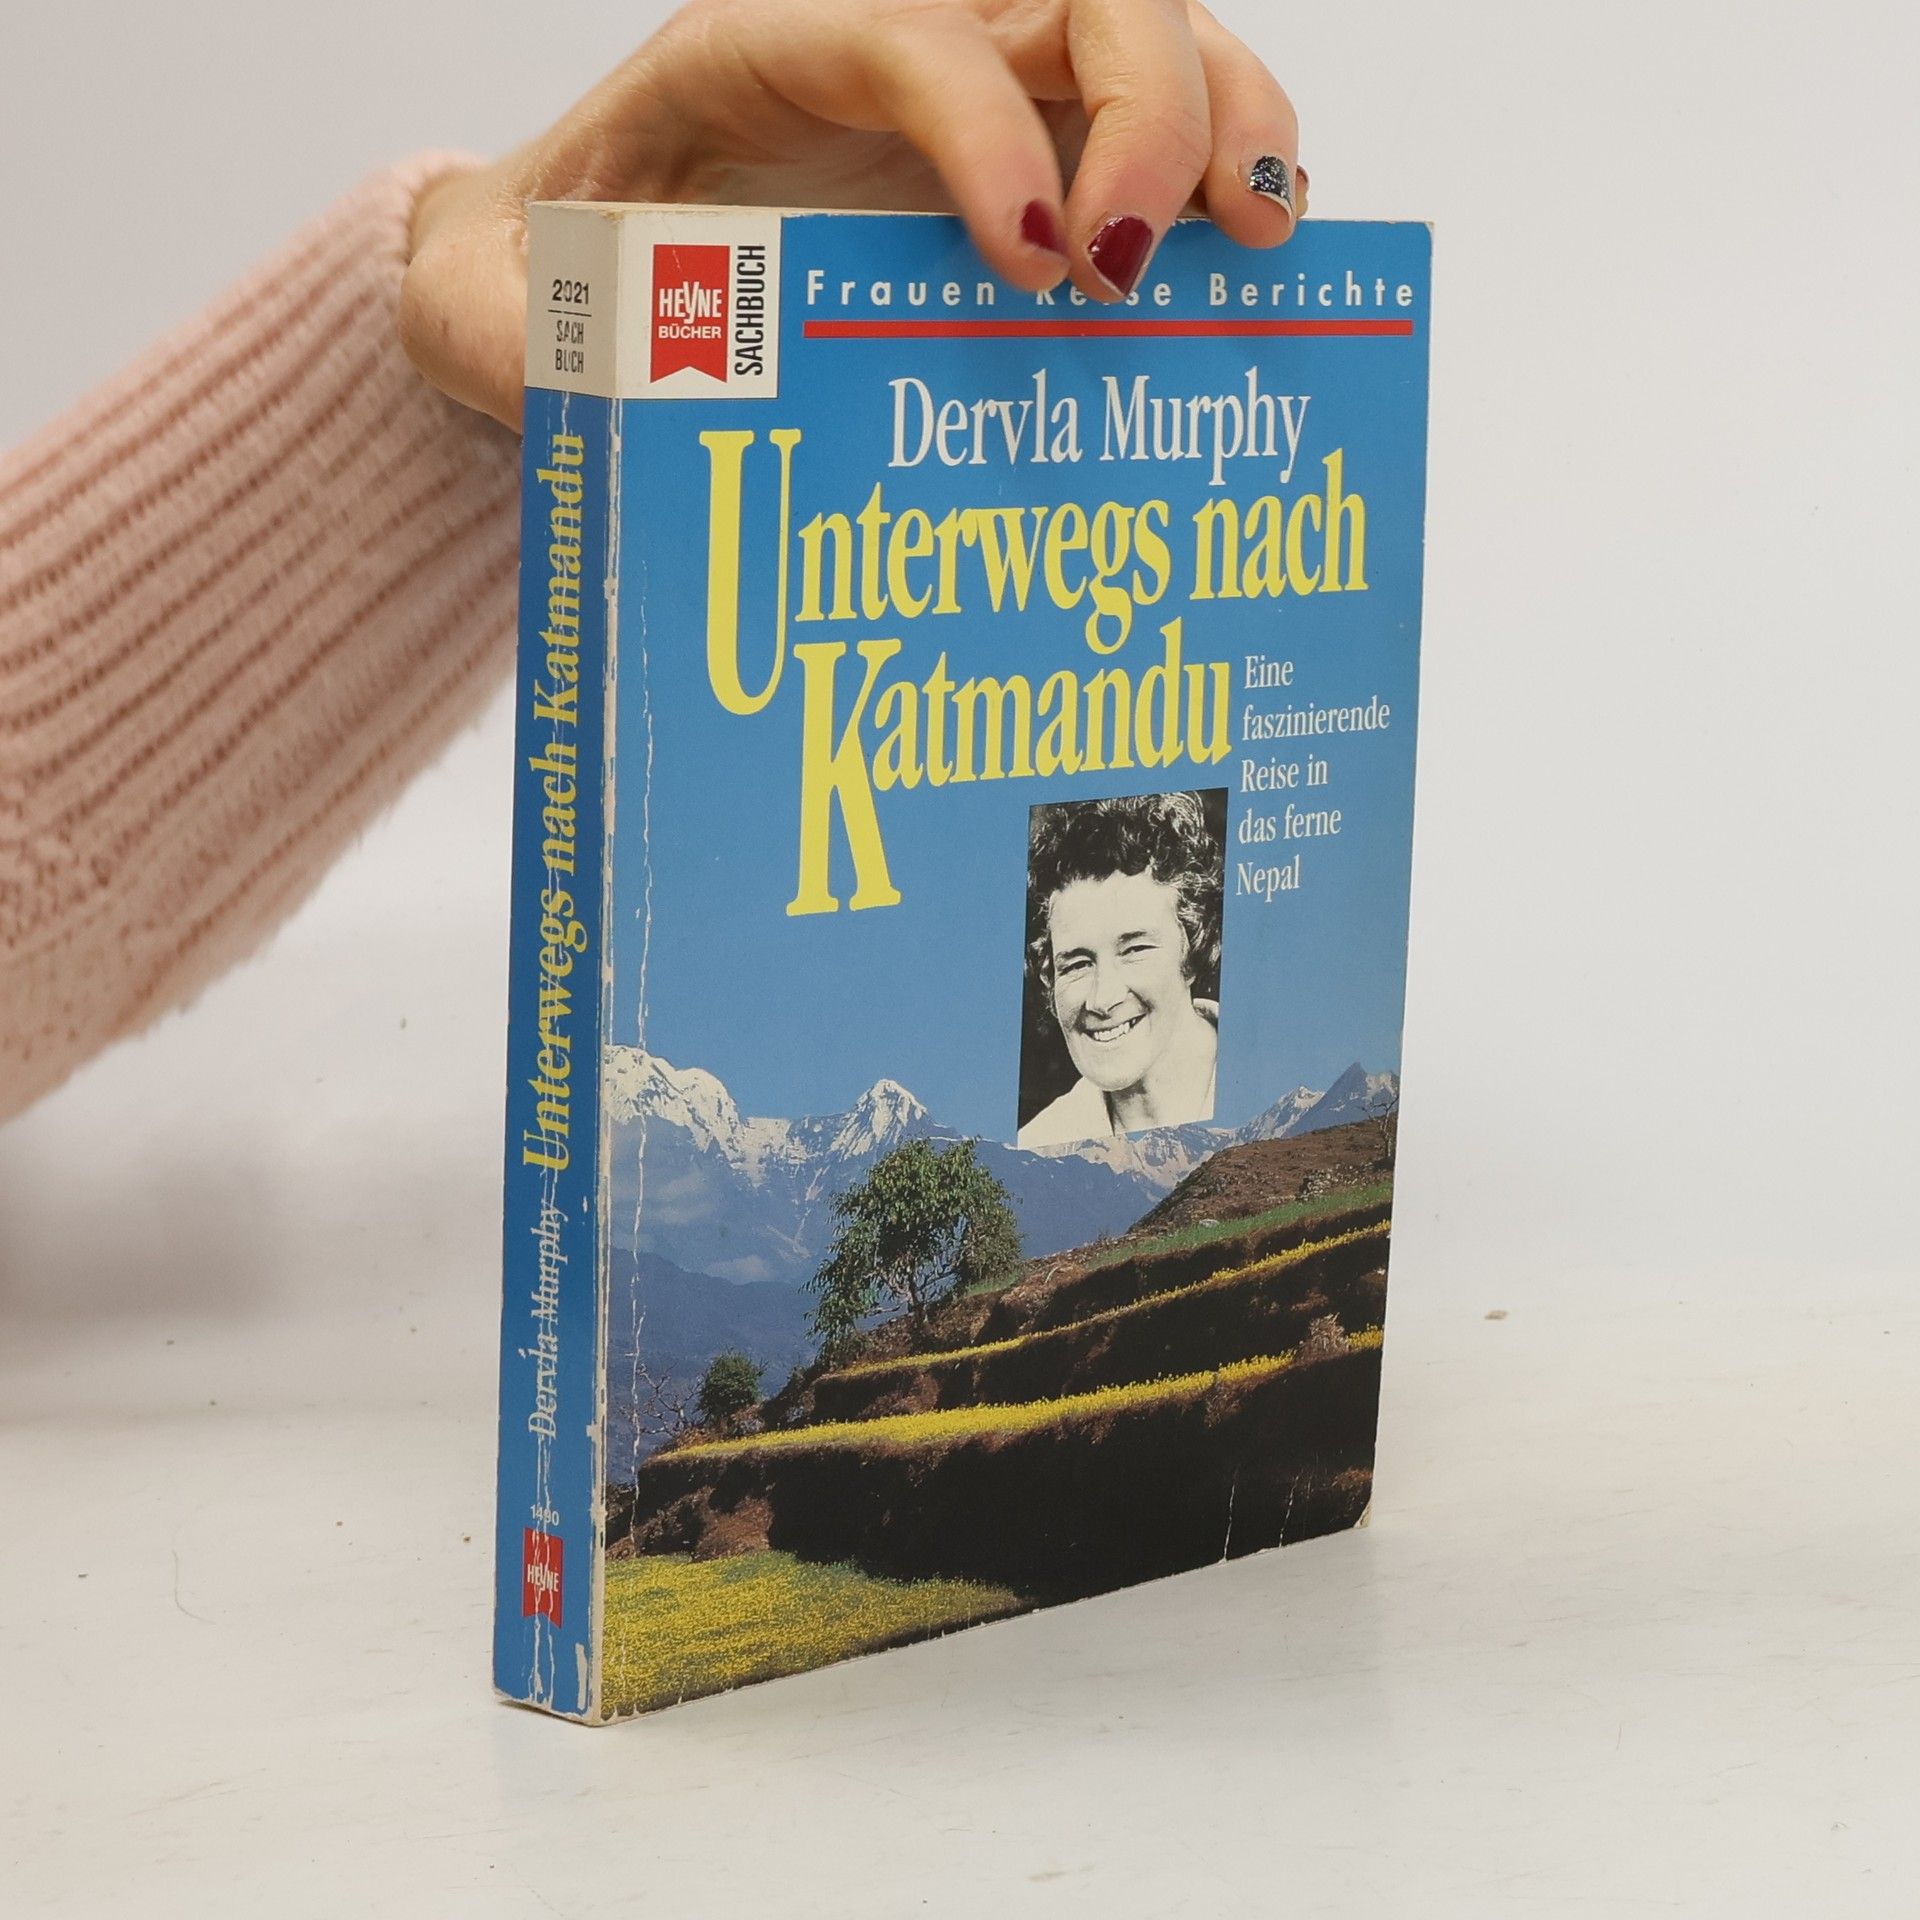 2021
SACH
BUCH
Unterwegs nach Katmandu
Dervla Murphy
1490
HEYNE
HEYNE
BÜCHER
SACHBUCH
Frauen Reise Berichte
Dervla Murphy
Unterwegs nach
Katmandu
Eine
faszinierende
Reise in
das ferne
Nepal